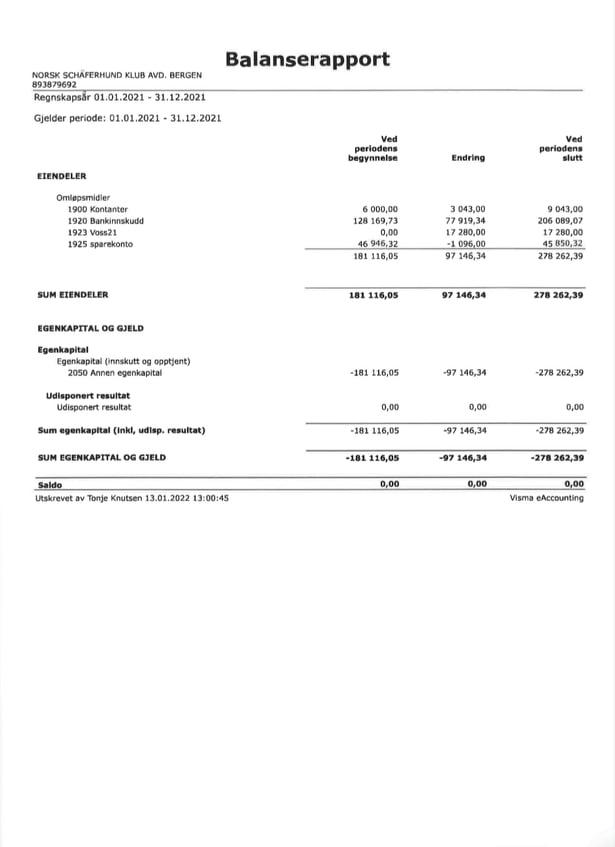 Balanserapport
NORSK SCHÄFERHUND KLUB AVD. BERGEN
893879692
Regnskapsår 01.01.2021 - 31.12.2021
Gjelder periode: 01.01.2021 - 31.12.2021
Ved periodens begynnelse Endring Ved periodens slutt
EIENDELER
Omløpsmidler
1900 Kontanter 6 000,00 3 043,00 9 043,00
1920 Bankinnskudd 128 169,73 77 919,34 206 089,07
1923 Voss21 0,00 17 280,00 17 280,00
1925 sparekonto 46 946,32 -1 096,00 45 850,32
181 116,05 97 146,34 278 262,39
SUM EIENDELER 181 116,05 97 146,34 278 262,39
EGENKAPITAL OG GJELD
Egenkapital
Egenkapital (innskutt og opptjent)
2050 Annen egenkapital -181 116,05 -97 146,34 -278 262,39
Udisponert resultat
Udisponert resultat 0,00 0,00 0,00
Sum egenkapital (inkl, udisp. resultat) -181 116,05 -97 146,34 -278 262,39
SUM EGENKAPITAL OG GJELD -181 116,05 -97 146,34 -278 262,39
Saldo 0,00 0,00 0,00
Utskrevet av Tonje Knutsen 13.01.2022 13:00:45 Visma eAccounting